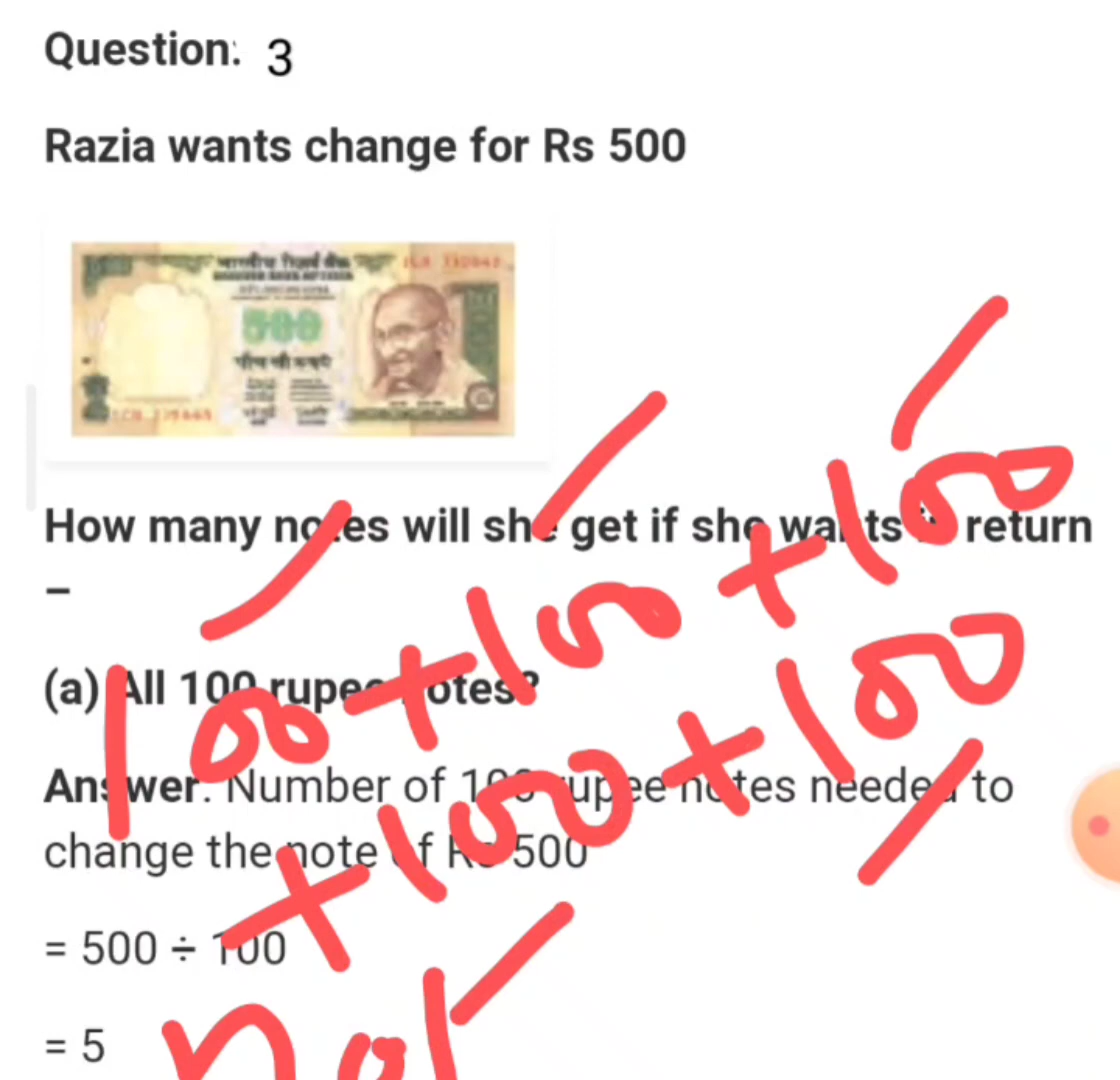 Question: 3
Razia wants change for Rs 500
500
How many notes will she get if she wants in return
–
(a) All 100 rupee notes?
100+100+100
+100+100
Answer: Number of 100 rupee notes needed to
change the note of Rs 500
= 500 ÷ 100
= 5